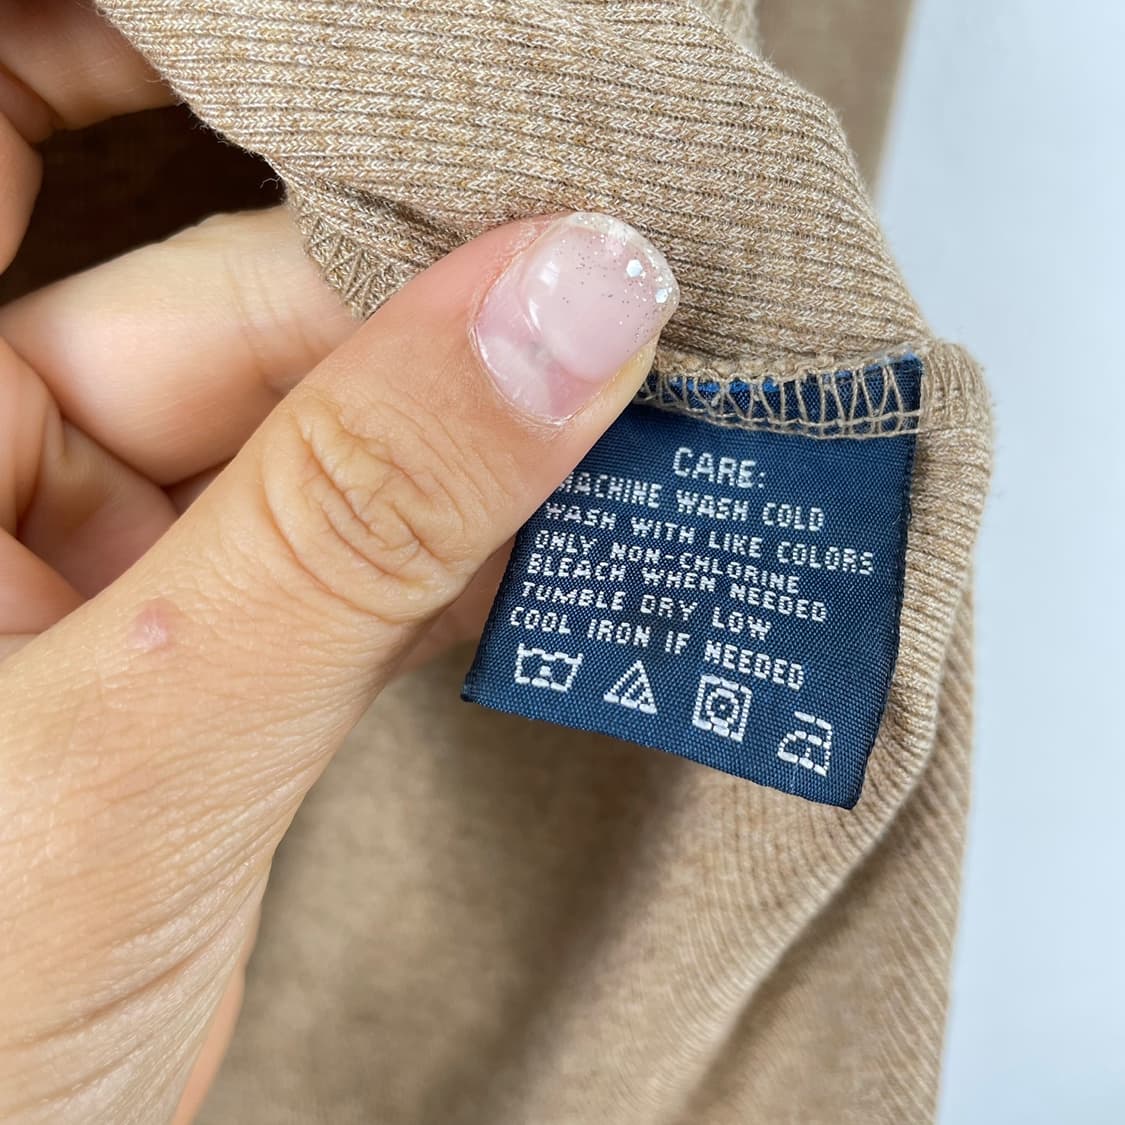 CARE:
MACHINE WASH COLD
WASH WITH LIKE COLORS
ONLY NON-CHLORINE
BLEACH WHEN NEEDED
TUMBLE DRY LOW
COOL IRON IF NEEDED